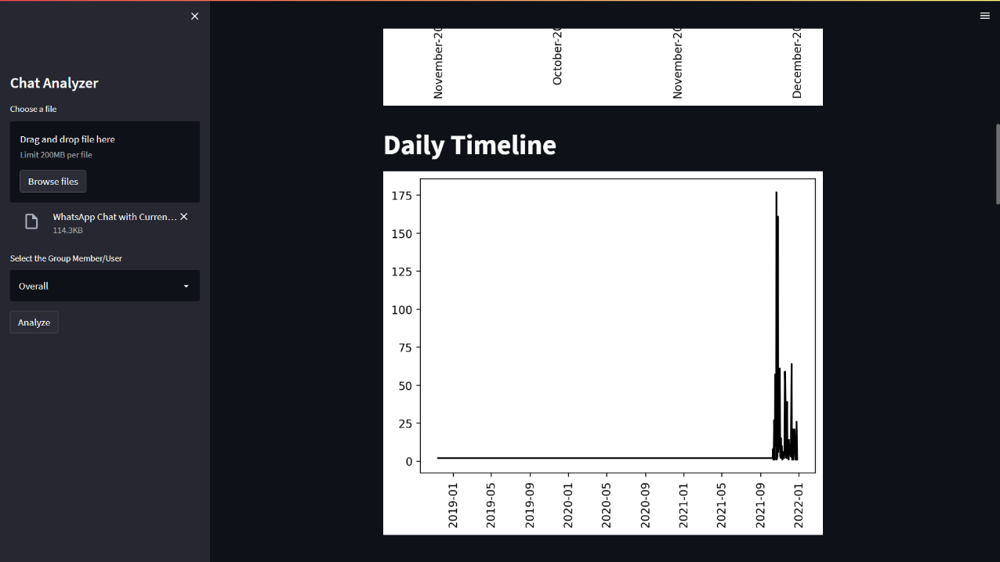 Chat Analyzer
Choose a file
Drag and drop file here
Limit 200MB per file
Browse files
WhatsApp Chat with Curren...
114.3KB
Select the Group Member/User
Overall
Analyze
November-20
October-20
November-20
December-20
Daily Timeline
175
150
125
100
75
50
25
0
2019-01
2019-05
2019-09
2020-01
2020-05
2020-09
2021-01
2021-05
2021-09
2022-01